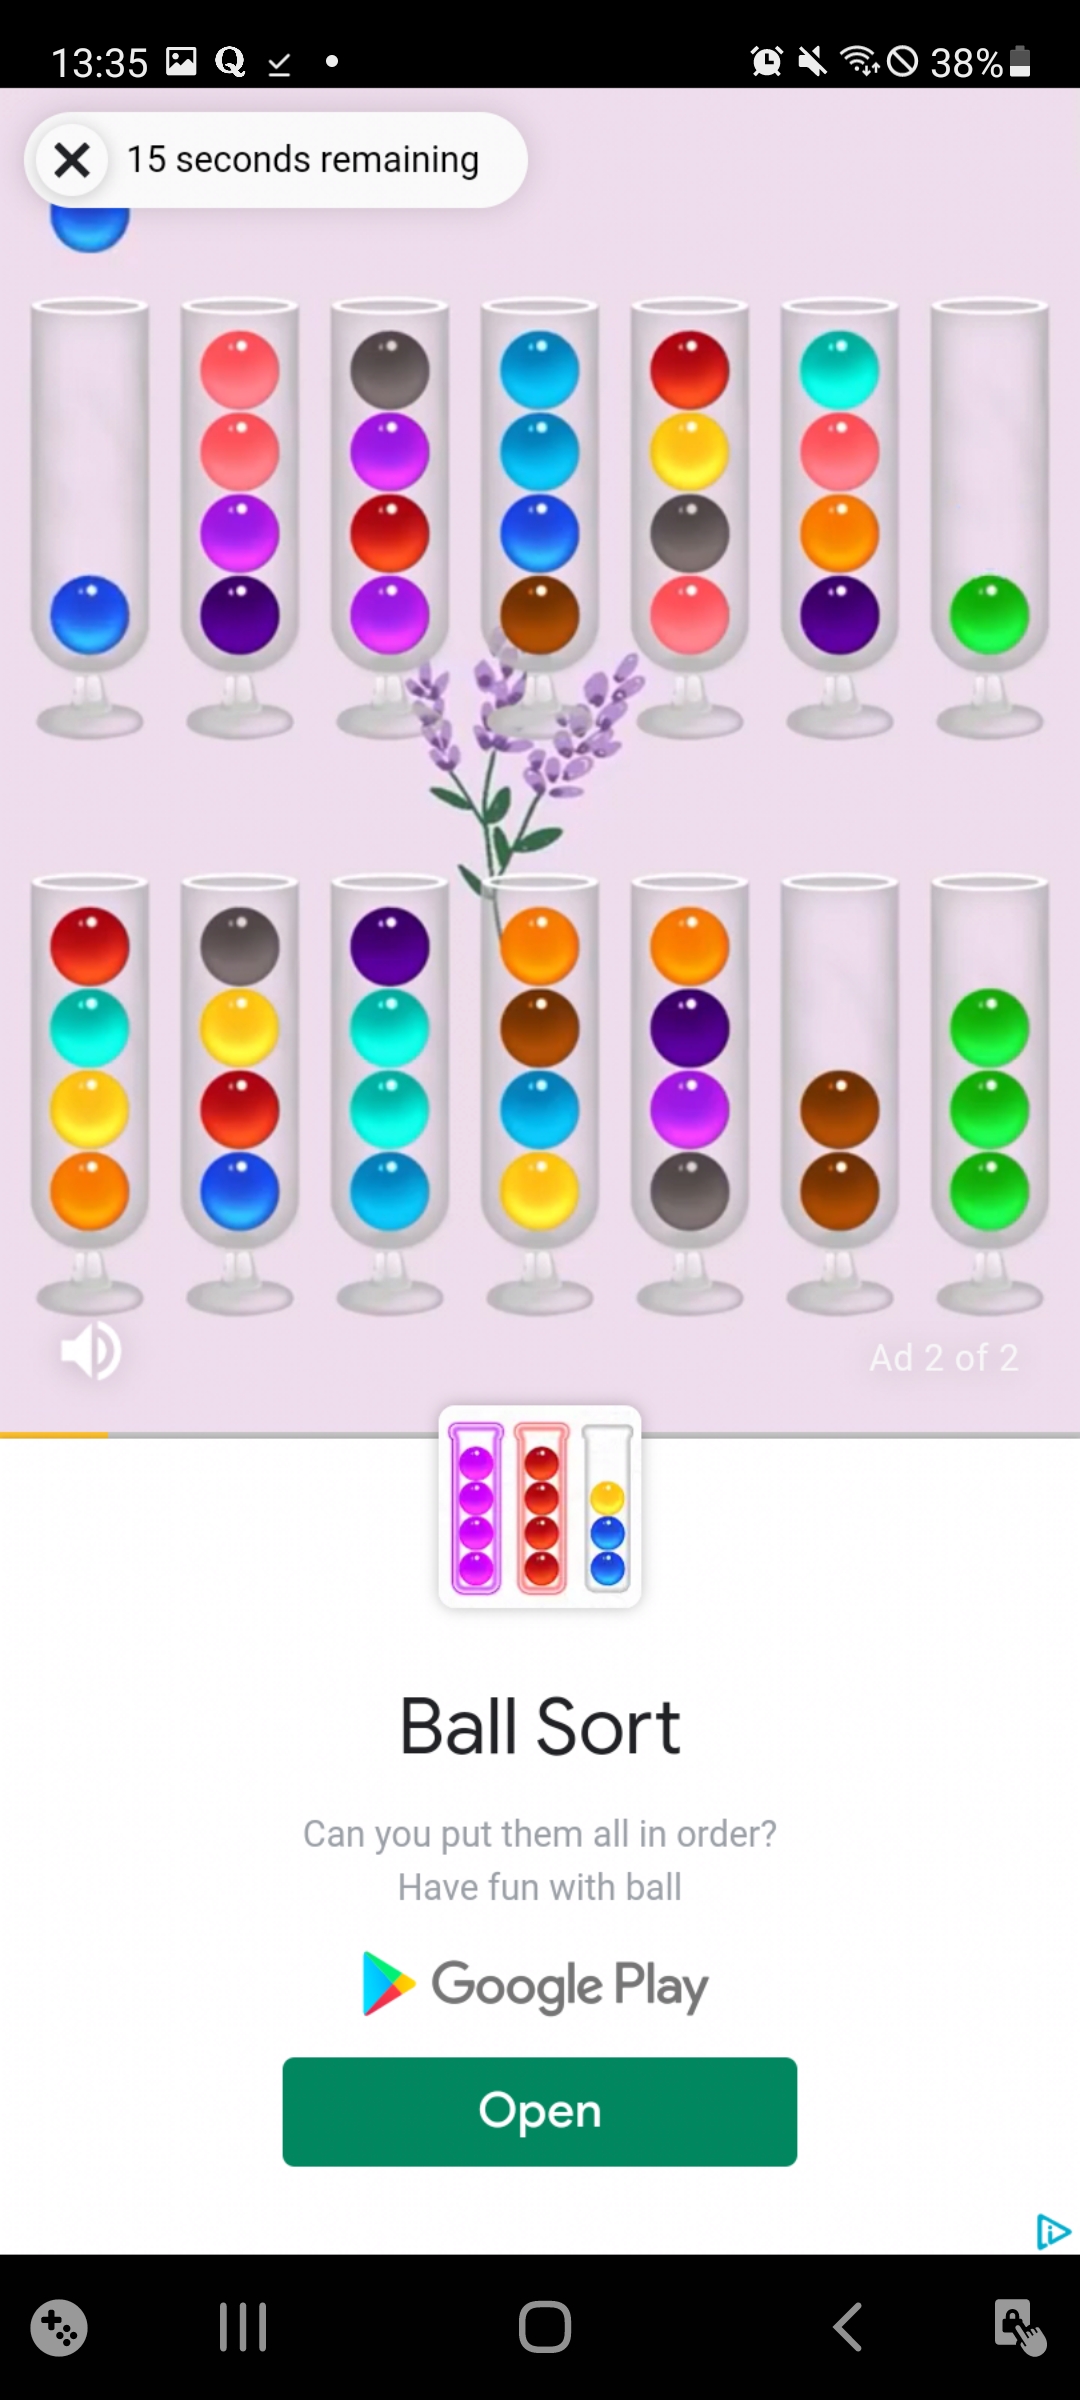 13:35 38%
15 seconds remaining
Ad 2 of 2
Ball Sort
Can you put them all in order?
Have fun with ball
Google Play
Open